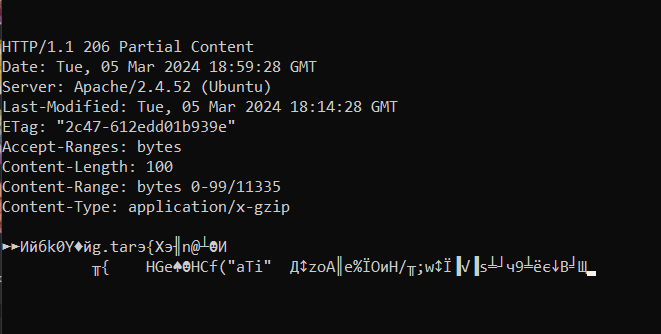 HTTP/1.1 206 Partial Content
Date: Tue, 05 Mar 2024 18:59:28 GMT
Server: Apache/2.4.52 (Ubuntu)
Last-Modified: Tue, 05 Mar 2024 18:14:28 GMT
ETag: "2c47-612edd01b939e"
Accept-Ranges: bytes
Content-Length: 100
Content-Range: bytes 0-99/11335
Content-Type: application/x-gzip
►►Ийбk0Y♦йg.tarэ{Xэ╢n@┴
╥{ HGe♠ HCf("aTi" Д↕zoA║e%ЇОиН/╥;w↕Ї▐√▐s╧┘ч9╧ёє↓В╛Щ